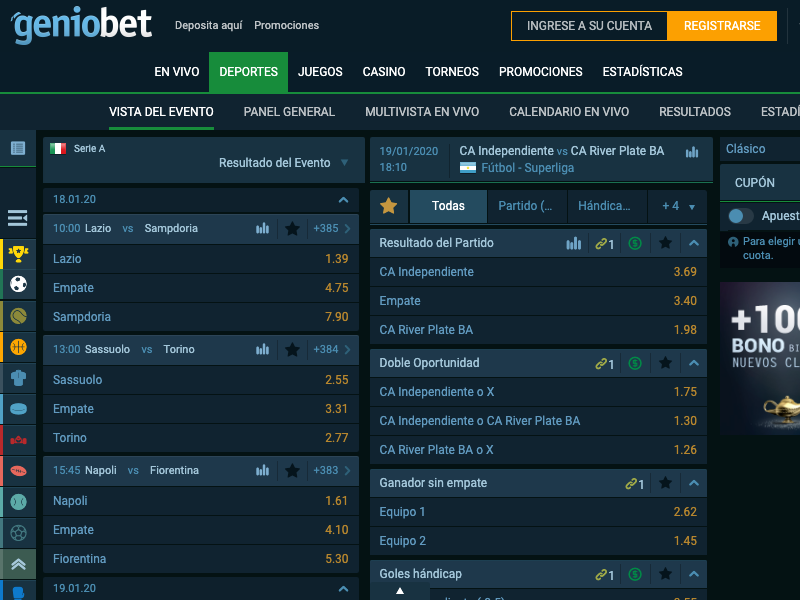 geniobet
Deposita aquí Promociones
INGRESE A SU CUENTA REGISTRARSE
EN VIVO DEPORTES JUEGOS CASINO TORNEOS PROMOCIONES ESTADÍSTICAS
VISTA DEL EVENTO PANEL GENERAL MULTIVISTA EN VIVO CALENDARIO EN VIVO RESULTADOS ESTADÍ
Serie A
Resultado del Evento
18.01.20
10:00 Lazio vs Sampdoria +385
Lazio 1.39
Empate 4.75
Sampdoria 7.90
13:00 Sassuolo vs Torino +384
Sassuolo 2.55
Empate 3.31
Torino 2.77
15:45 Napoli vs Fiorentina +383
Napoli 1.61
Empate 4.10
Fiorentina 5.30
19.01.20
19/01/2020 CA Independiente vs CA River Plate BA
18:10 Fútbol - Superliga
Todas Partido (... Hándica... +4
Resultado del Partido 1
CA Independiente 3.69
Empate 3.40
CA River Plate BA 1.98
Doble Oportunidad 1
CA Independiente o X 1.75
CA Independiente o CA River Plate BA 1.30
CA River Plate BA o X 1.26
Ganador sin empate 1
Equipo 1 2.62
Equipo 2 1.45
Goles hándicap 1
Clásico
CUPÓN
Apuest
Para elegir u
cuota.
+100
BONO BI
NUEVOS CL